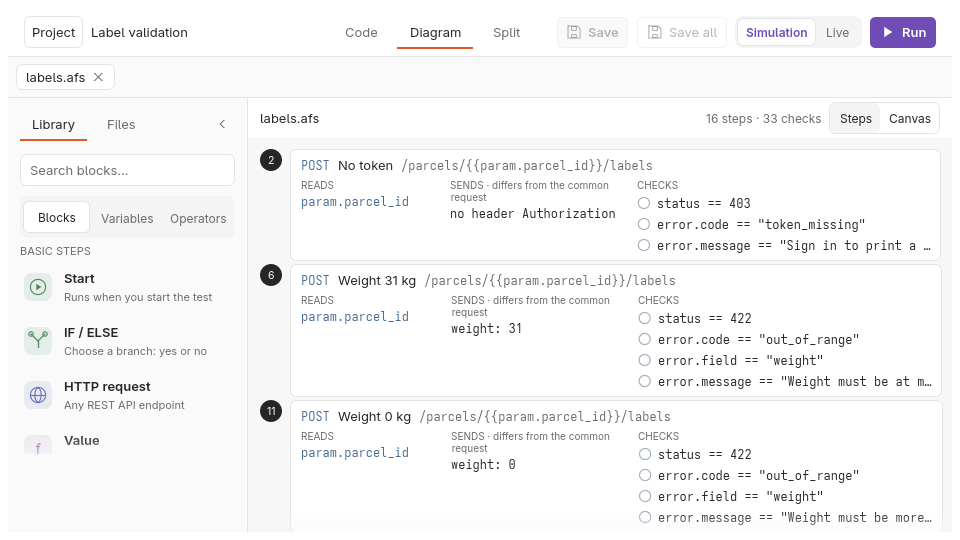 Project Label validation Code Diagram Split Save Save all Simulation Live Run
labels.afs
Library Files
Search blocks...
Blocks Variables Operators
BASIC STEPS
Start
Runs when you start the test
IF / ELSE
Choose a branch: yes or no
HTTP request
Any REST API endpoint
Value
labels.afs 16 steps · 33 checks Steps Canvas
2 POST No token /parcels/{{param.parcel_id}}/labels
READS
param.parcel_id
SENDS · differs from the common
request
no header Authorization
CHECKS
status == 403
error.code == "token_missing"
error.message == "Sign in to print a …
6 POST Weight 31 kg /parcels/{{param.parcel_id}}/labels
READS
param.parcel_id
SENDS · differs from the common
request
weight: 31
CHECKS
status == 422
error.code == "out_of_range"
error.field == "weight"
error.message == "Weight must be at m…
11 POST Weight 0 kg /parcels/{{param.parcel_id}}/labels
READS
param.parcel_id
SENDS · differs from the common
request
weight: 0
CHECKS
status == 422
error.code == "out_of_range"
error.field == "weight"
error.message == "Weight must be more…